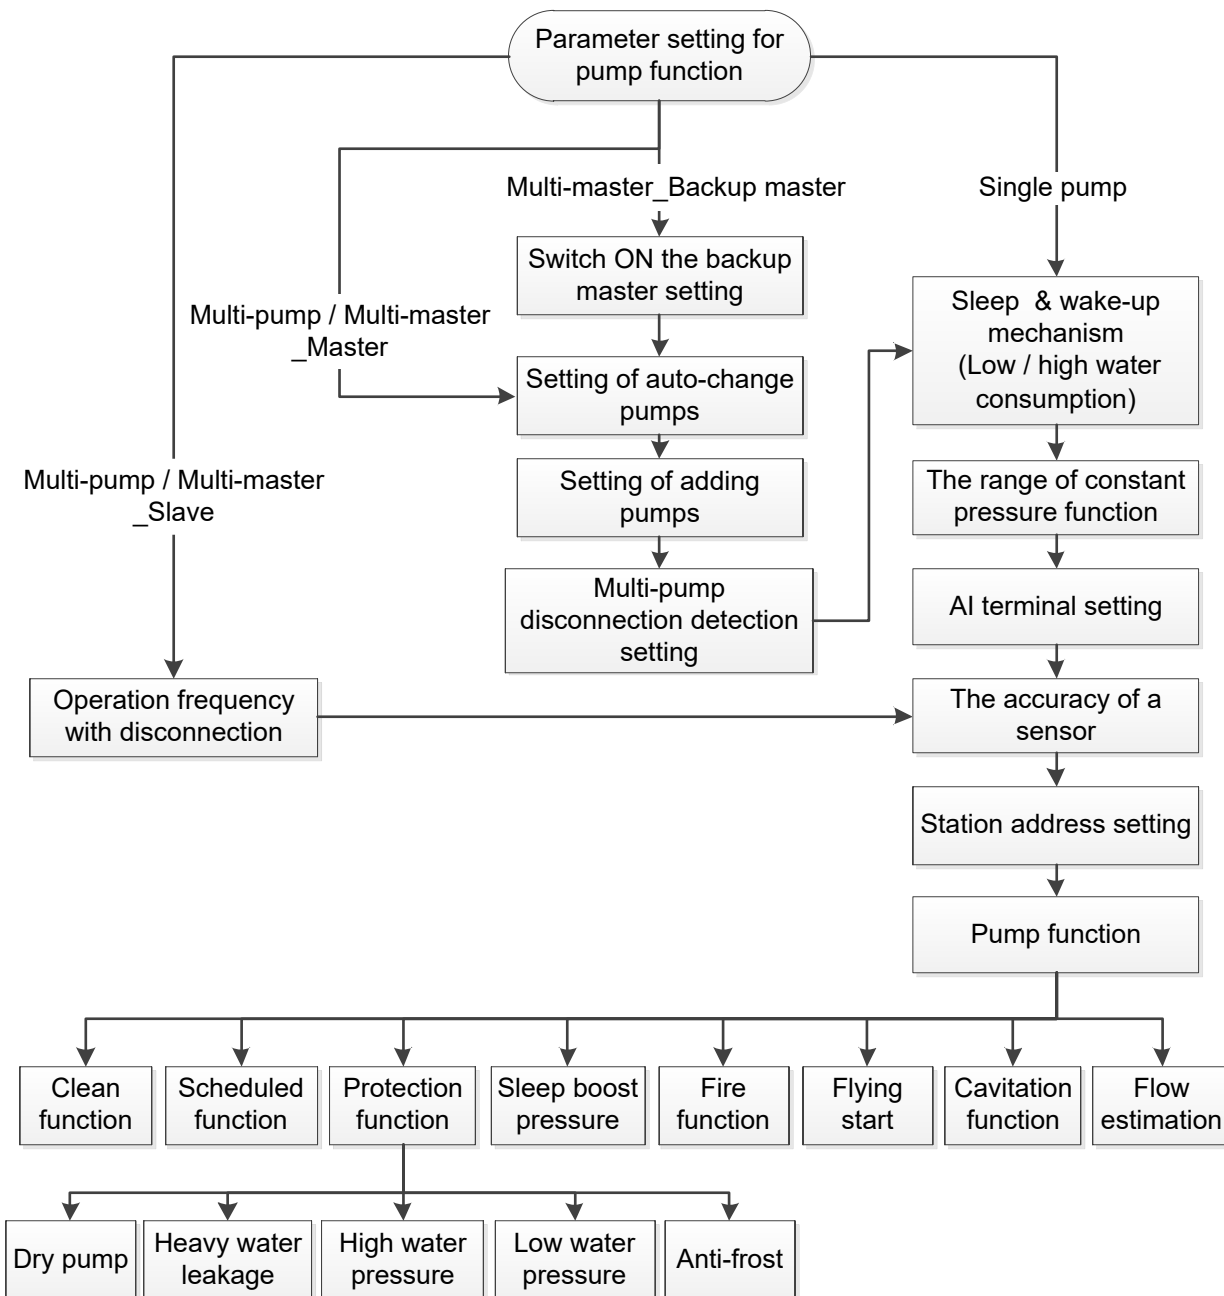 Parameter setting for
pump function
Multi-master_Backup master
Single pump
Switch ON the backup
master setting
Multi-pump / Multi-master
_Master
Sleep & wake-up
mechanism
(Low / high water
consumption)
Setting of auto-change
pumps
Multi-pump / Multi-master
_Slave
Setting of adding
pumps
The range of constant
pressure function
Multi-pump
disconnection detection
setting
AI terminal setting
Operation frequency
with disconnection
The accuracy of a
sensor
Station address setting
Pump function
Clean
function
Scheduled
function
Protection
function
Sleep boost
pressure
Fire
function
Flying
start
Cavitation
function
Flow
estimation
Dry pump
Heavy water
leakage
High water
pressure
Low water
pressure
Anti-frost